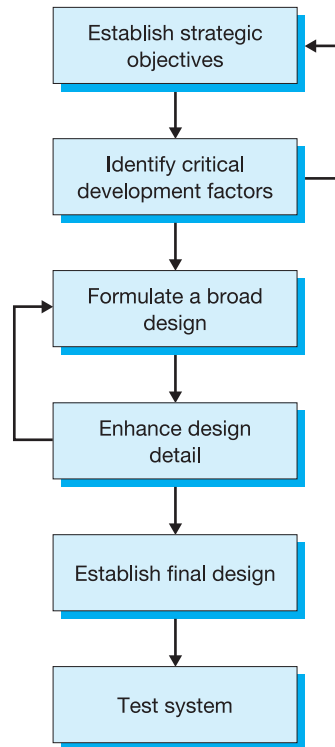 Establish strategic
objectives
Identify critical
development factors
Formulate a broad
design
Enhance design
detail
Establish final design
Test system